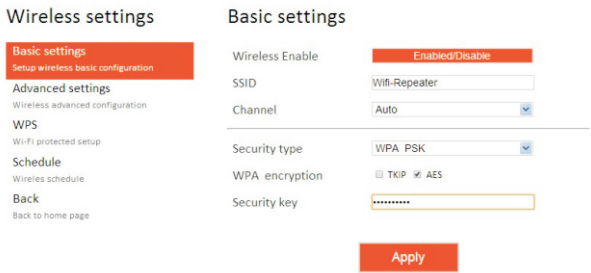 Wireless settings
Basic settings
Setup wireless basic configuration
Advanced settings
Wireless advanced configuration
WPS
Wi-Fi protected setup
Schedule
Wireles schedule
Back
Back to home page
Basic settings
Wireless Enable Enabled/Disable
SSID Wifi-Repeater
Channel Auto
Security type WPA PSK
WPA encryption TKIP AES
Security key ••••••••••
Apply